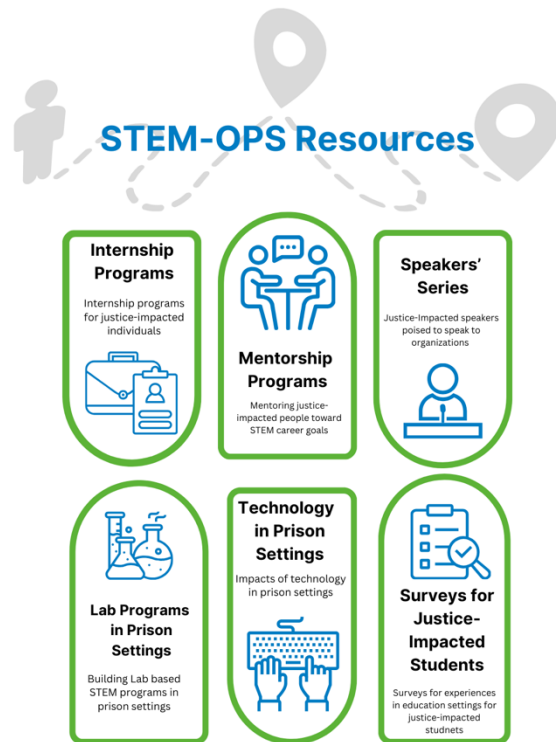 STEM-OPS Resources
Internship
Programs
Internship programs
for justice-impacted
individuals
Mentorship
Programs
Mentoring justice-
impacted people toward
STEM career goals
Speakers'
Series
Justice-Impacted speakers
poised to speak to
organizations
Lab Programs
in Prison
Settings
Building Lab based
STEM programs in
prison settings
Technology
in Prison
Settings
Impacts of technology
in prison settings
Surveys for
Justice-
Impacted
Students
Surveys for experiences
in education settings for
justice-impacted
studnets